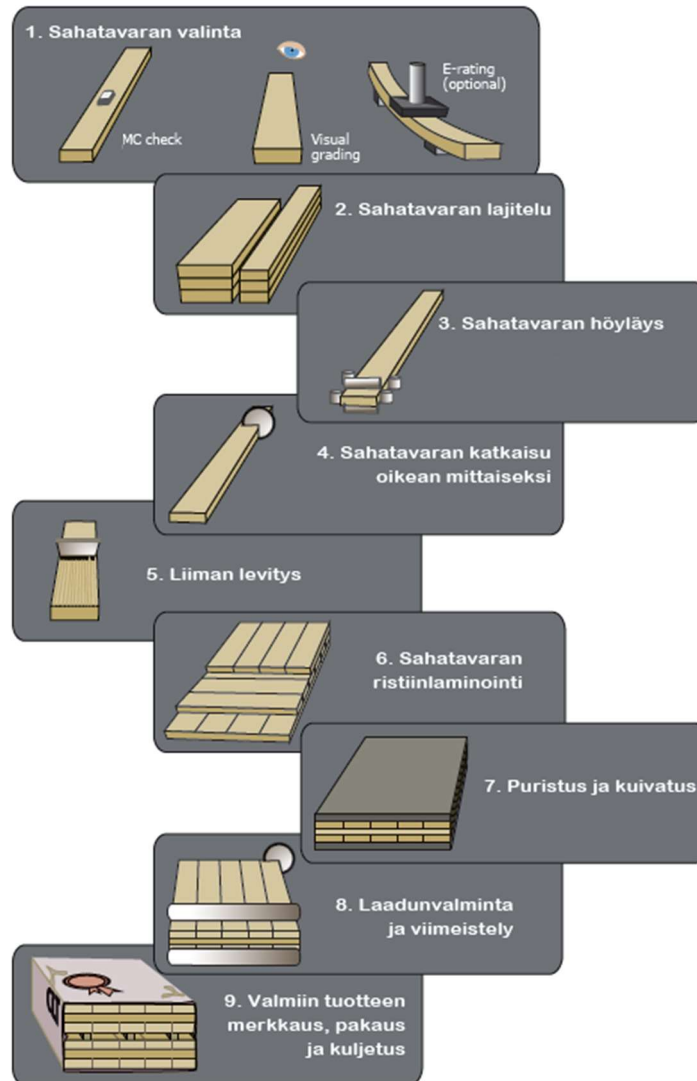 1. Sahatavaran valinta
MC check
Visual
grading
E-rating
(optional)
2. Sahatavaran lajitelu
3. Sahatavaran höyläys
4. Sahatavaran katkaisu
oikean mittaiseksi
5. Liiman levitys
6. Sahatavaran
ristiinlaminointi
7. Puristus ja kuivatus
8. Laadunvalminta
ja viimeistely
9. Valmiin tuotteen
merkkaus, pakaus
ja kuljetus